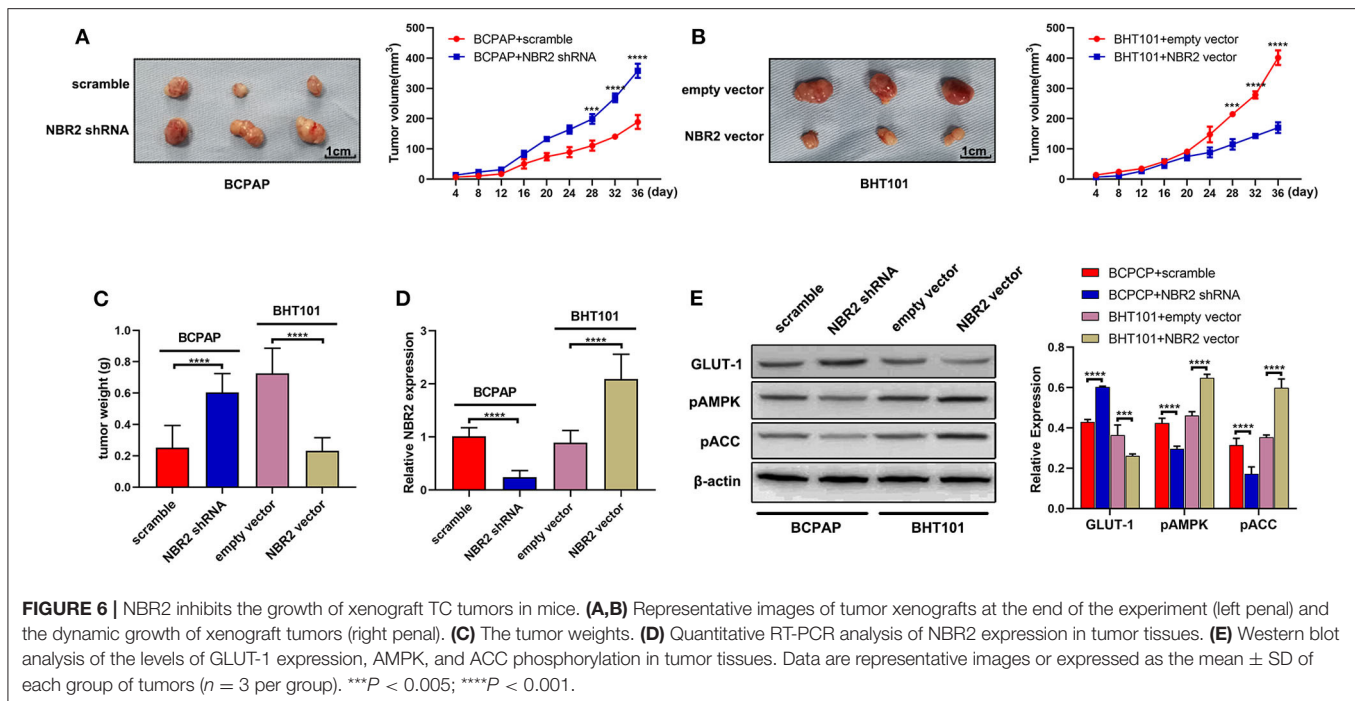 A
scramble
NBR2 shRNA
1cm
BCPAP
BCPAP+scramble
BCPAP+NBR2 shRNA
Tumor volume(mm³)
500
400
300
200
100
0
***
****
****
4 8 12 16 20 24 28 32 36 (day)
B
empty vector
NBR2 vector
1cm
BHT101
BHT101+empty vector
BHT101+NBR2 vector
Tumor volume(mm³)
500
400
300
200
100
0
***
****
****
4 8 12 16 20 24 28 32 36 (day)
C
tumor weight (g)
1.0
0.8
0.6
0.4
0.2
0.0
BCPAP
****
BHT101
****
scramble
NBR2 shRNA
empty vector
NBR2 vector
D
Relative NBR2 expression
3
2
1
0
BCPAP
****
BHT101
****
scramble
NBR2 shRNA
empty vector
NBR2 vector
E
scramble
NBR2 shRNA
empty vector
NBR2 vector
GLUT-1
pAMPK
pACC
β-actin
BCPAP BHT101
BCPCP+scramble
BCPCP+NBR2 shRNA
BHT101+empty vector
BHT101+NBR2 vector
Relative Expression
0.8
0.6
0.4
0.2
0.0
**** *** **** **** **** ****
GLUT-1 pAMPK pACC
FIGURE 6 | NBR2 inhibits the growth of xenograft TC tumors in mice. (A,B) Representative images of tumor xenografts at the end of the experiment (left penal) and
the dynamic growth of xenograft tumors (right penal). (C) The tumor weights. (D) Quantitative RT-PCR analysis of NBR2 expression in tumor tissues. (E) Western blot
analysis of the levels of GLUT-1 expression, AMPK, and ACC phosphorylation in tumor tissues. Data are representative images or expressed as the mean ± SD of
each group of tumors (n = 3 per group). ***P < 0.005; ****P < 0.001.